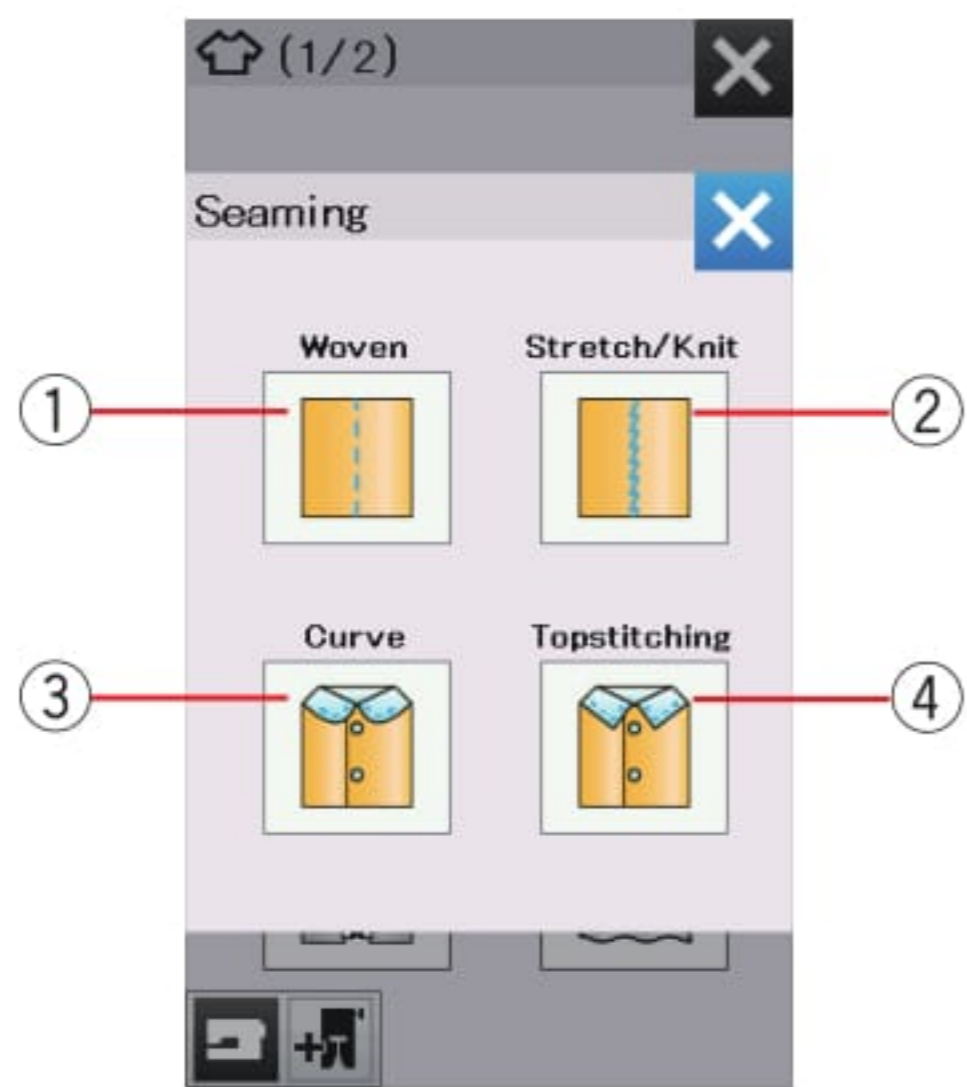 (1/2)
Seaming
Woven Stretch/Knit
1 2
Curve Topstitching
3 4